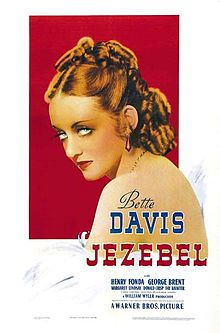 Bette
DAVIS
JEZEBEL
with
HENRY FONDA GEORGE BRENT
MARGARET LINDSAY DONALD CRISP FAY BAINTER
A WILLIAM WYLER PRODUCTION
A WARNER BROS. PICTURE